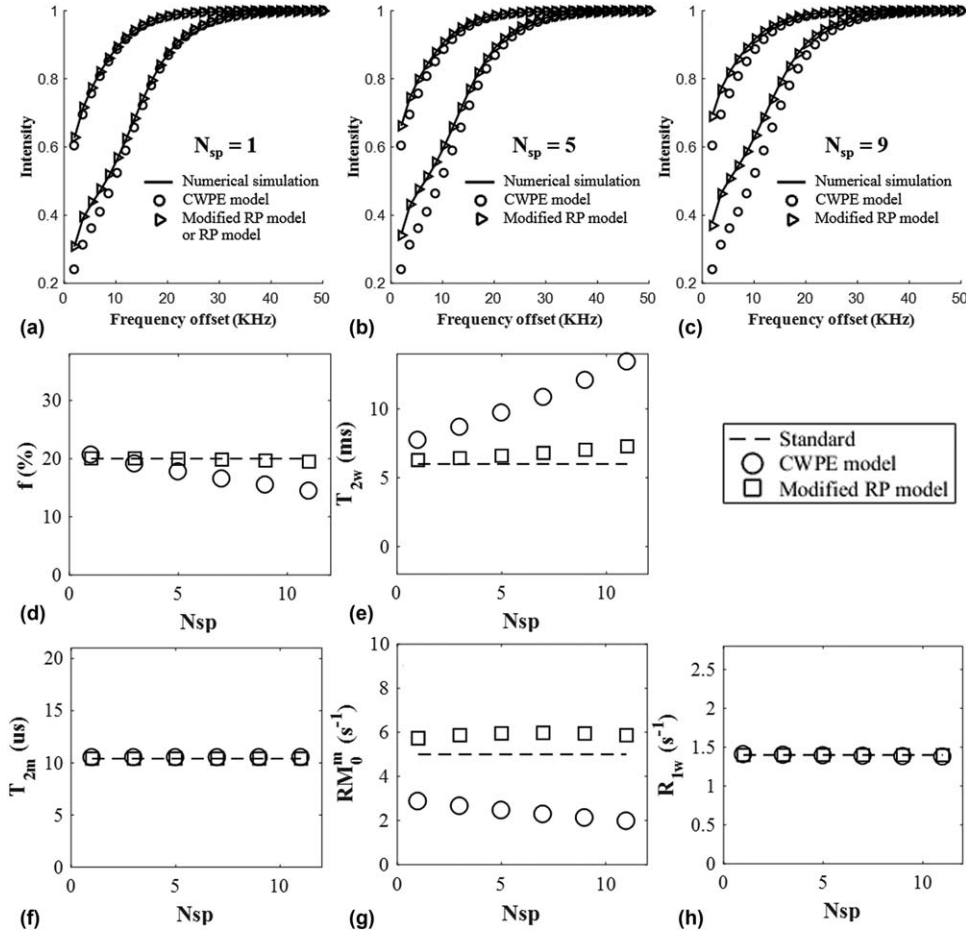 1
0.8
0.6
0.4
0.2
Intensity
N_sp = 1
Numerical simulation
CWPE model
Modified RP model
or RP model
0 10 20 30 40 50
Frequency offset (KHz)
(a)
1
0.8
0.6
0.4
0.2
Intensity
N_sp = 5
Numerical simulation
CWPE model
Modified RP model
0 10 20 30 40 50
Frequency offset (KHz)
(b)
1
0.8
0.6
0.4
0.2
Intensity
N_sp = 9
Numerical simulation
CWPE model
Modified RP model
0 10 20 30 40 50
Frequency offset (KHz)
(c)
30
20
10
0
f (%)
0 5 10
Nsp
(d)
10
5
0
T_2w (ms)
0 5 10
Nsp
(e)
Standard
CWPE model
Modified RP model
20
15
10
5
0
T_2m (us)
0 5 10
Nsp
(f)
10
8
6
4
2
0
RM_0^m (s^-1)
0 5 10
Nsp
(g)
2.5
2
1.5
1
0.5
0
R_1w (s^-1)
0 5 10
Nsp
(h)